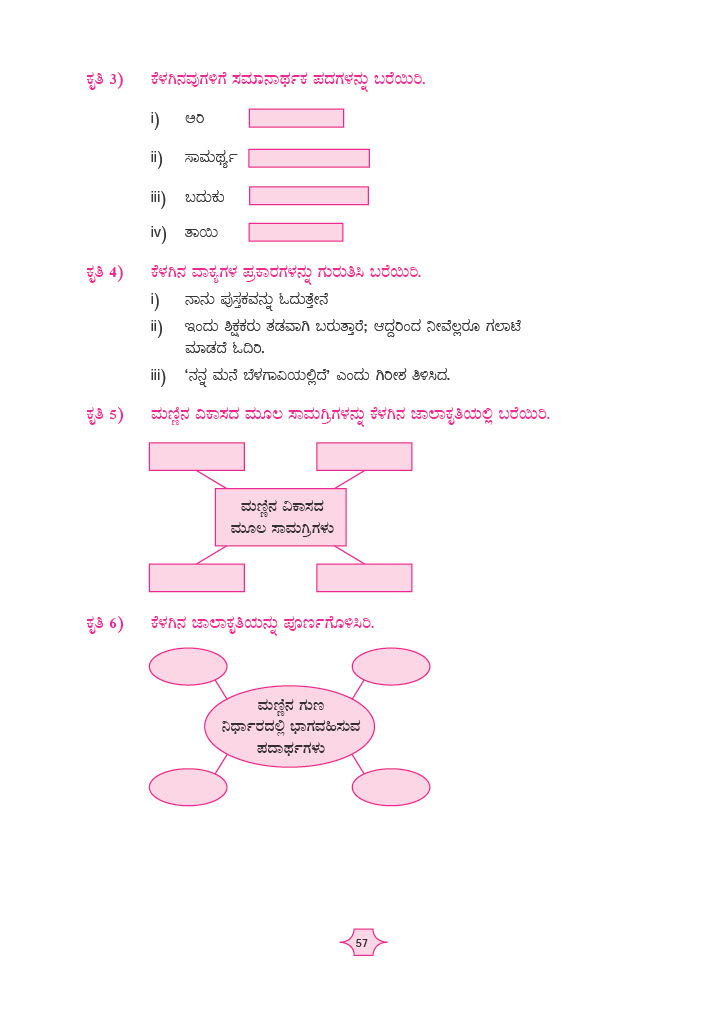 ಕೃತಿ 3) ಕೆಳಗಿನವುಗಳಿಗೆ ಸಮಾನಾರ್ಥಕ ಪದಗಳನ್ನು ಬರೆಯಿರಿ.
i) ಅರಿ
ii) ಸಾಮರ್ಥ್ಯ
iii) ಬದುಕು
iv) ತಾಯಿ
ಕೃತಿ 4) ಕೆಳಗಿನ ವಾಕ್ಯಗಳ ಪ್ರಕಾರಗಳನ್ನು ಗುರುತಿಸಿ ಬರೆಯಿರಿ.
i) ನಾನು ಪುಸ್ತಕವನ್ನು ಓದುತ್ತೇನೆ
ii) ಇಂದು ಶಿಕ್ಷಕರು ತಡವಾಗಿ ಬರುತ್ತಾರೆ; ಆದ್ದರಿಂದ ನೀವೆಲ್ಲರೂ ಗಲಾಟೆ
ಮಾಡದೆ ಓದಿರಿ.
iii) ‘ನನ್ನ ಮನೆ ಬೆಳಗಾವಿಯಲ್ಲಿದೆ’ ಎಂದು ಗಿರೀಶ ತಿಳಿಸಿದ.
ಕೃತಿ 5) ಮಣ್ಣಿನ ವಿಕಾಸದ ಮೂಲ ಸಾಮಗ್ರಿಗಳನ್ನು ಕೆಳಗಿನ ಜಾಲಾಕೃತಿಯಲ್ಲಿ ಬರೆಯಿರಿ.
ಮಣ್ಣಿನ ವಿಕಾಸದ
ಮೂಲ ಸಾಮಗ್ರಿಗಳು
ಕೃತಿ 6) ಕೆಳಗಿನ ಜಾಲಾಕೃತಿಯನ್ನು ಪೂರ್ಣಗೊಳಿಸಿರಿ.
ಮಣ್ಣಿನ ಗುಣ
ನಿರ್ಧಾರದಲ್ಲಿ ಭಾಗವಹಿಸುವ
ಪದಾರ್ಥಗಳು
57